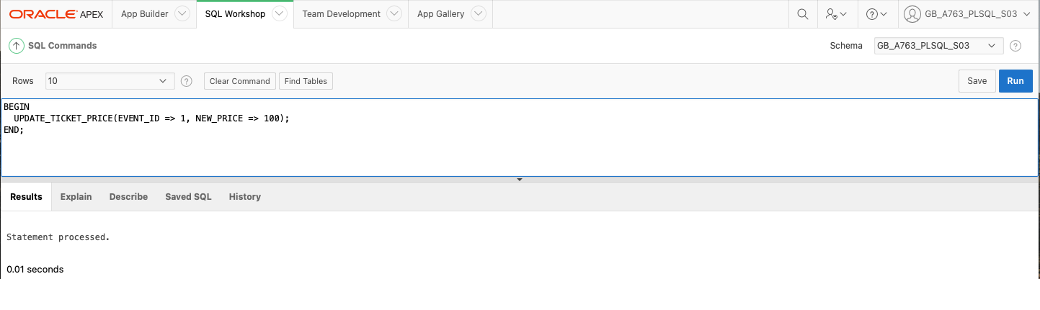 ORACLE APEX App Builder SQL Workshop Team Development App Gallery GB_A763_PLSQL_S03
SQL Commands Schema GB_A763_PLSQL_S03
Rows 10 Clear Command Find Tables Save Run
BEGIN
UPDATE_TICKET_PRICE(EVENT_ID => 1, NEW_PRICE => 100);
END;
Results Explain Describe Saved SQL History
Statement processed.
0.01 seconds